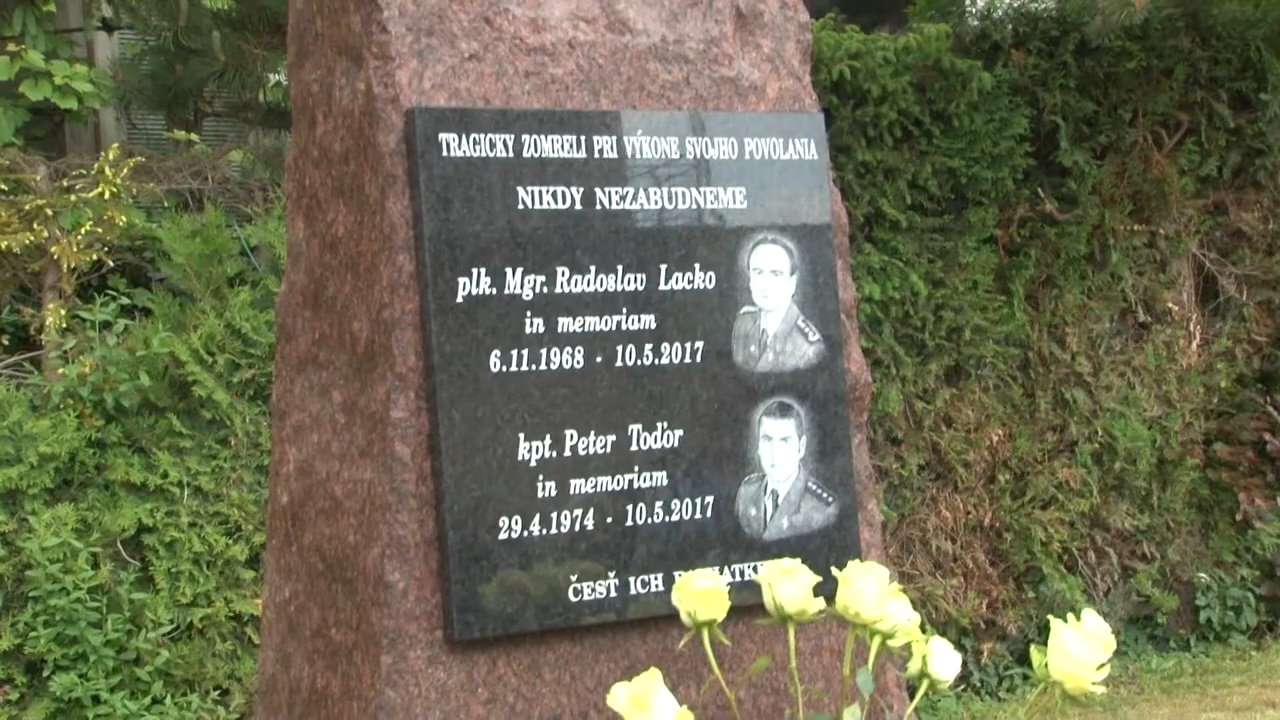 TRAGICKY ZOMRELI PRI VÝKONE SVOJHO POVOLANIA
NIKDY NEZABUDNEME
plk. Mgr. Radoslav Lacko
in memoriam
6.11.1968 - 10.5.2017
kpt. Peter Toďor
in memoriam
29.4.1974 - 10.5.2017
ČESŤ ICH